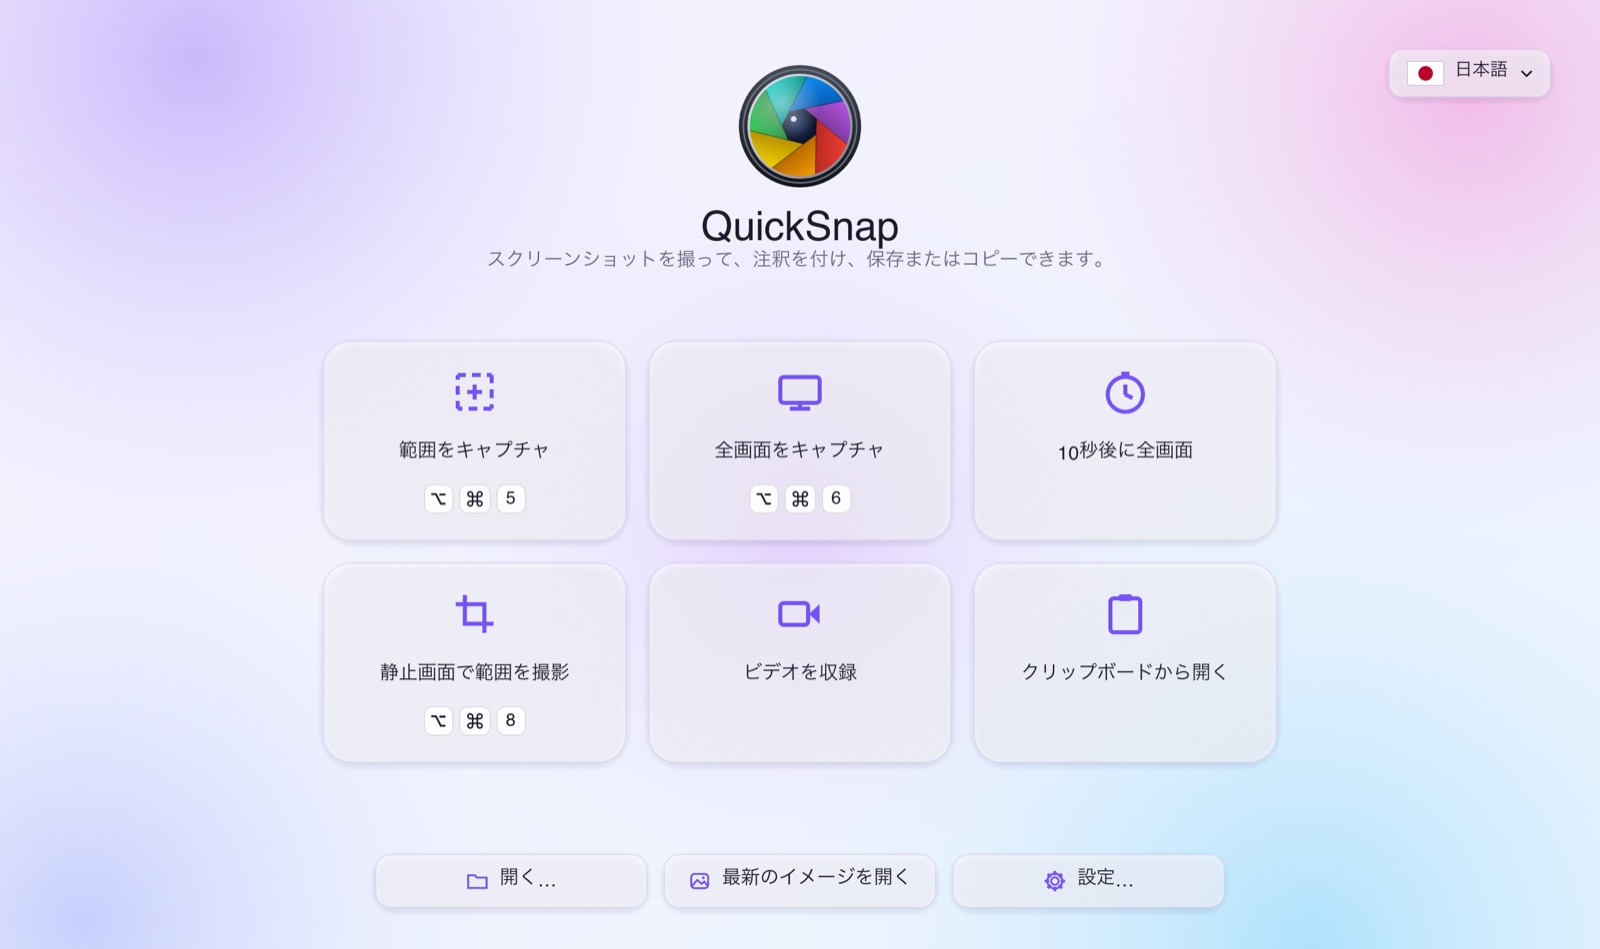 日本語
QuickSnap
スクリーンショットを撮って、注釈を付け、保存またはコピーできます。
範囲をキャプチャ
⌥ ⌘ 5
全画面をキャプチャ
⌥ ⌘ 6
10秒後に全画面
静止画面で範囲を撮影
⌥ ⌘ 8
ビデオを収録
クリップボードから開く
開く...
最新のイメージを開く
設定...